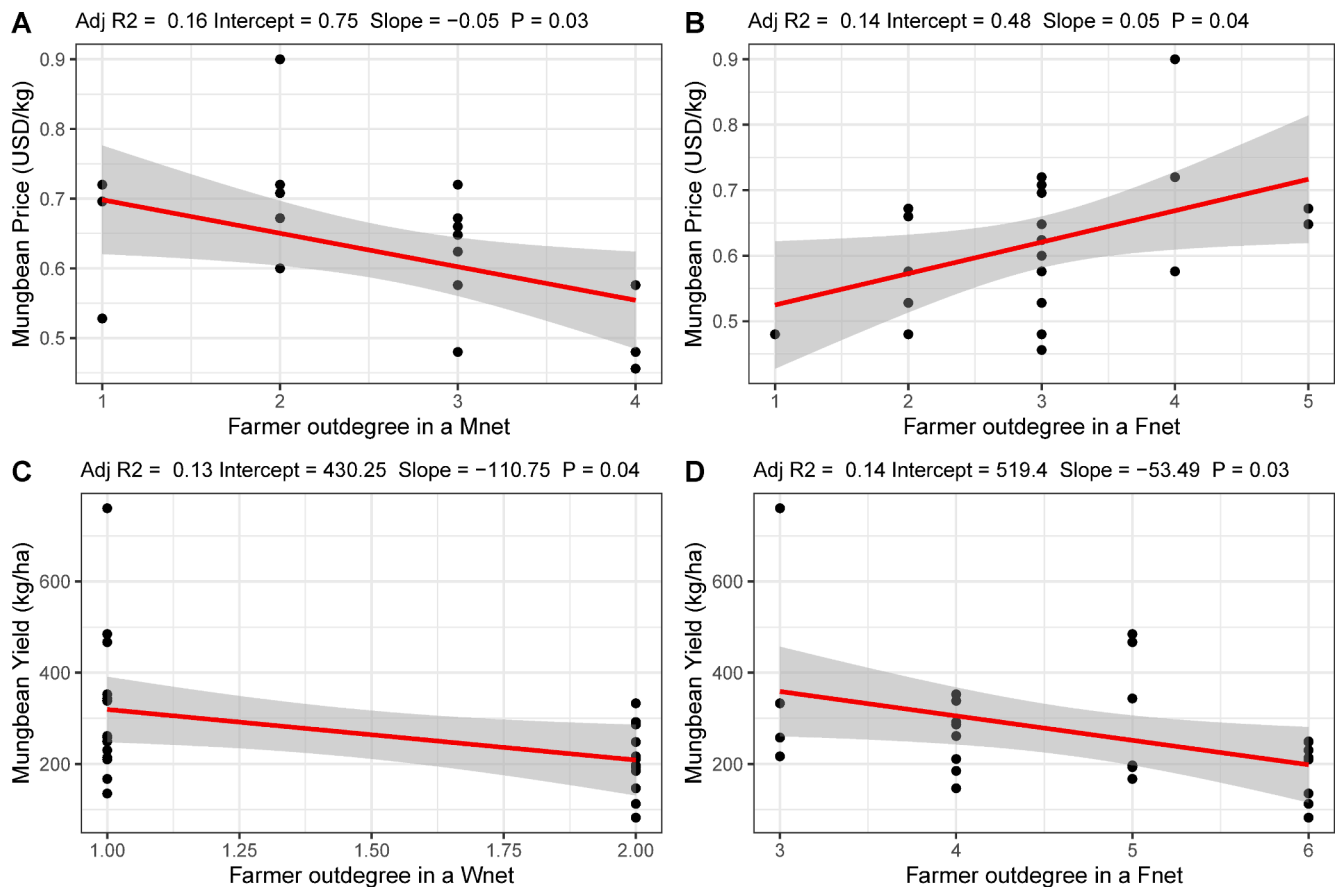 A Adj R2 =  0.16 Intercept = 0.75  Slope = −0.05  P = 0.03
Mungbean Price (USD/kg)
0.9
0.8
0.7
0.6
0.5
1 2 3 4
Farmer outdegree in a Mnet
B Adj R2 =  0.14 Intercept = 0.48  Slope = 0.05  P = 0.04
Mungbean Price (USD/kg)
0.9
0.8
0.7
0.6
0.5
1 2 3 4 5
Farmer outdegree in a Fnet
C Adj R2 =  0.13 Intercept = 430.25  Slope = −110.75  P = 0.04
Mungbean Yield (kg/ha)
600
400
200
1.00 1.25 1.50 1.75 2.00
Farmer outdegree in a Wnet
D Adj R2 =  0.14 Intercept = 519.4  Slope = −53.49  P = 0.03
Mungbean Yield (kg/ha)
600
400
200
3 4 5 6
Farmer outdegree in a Fnet